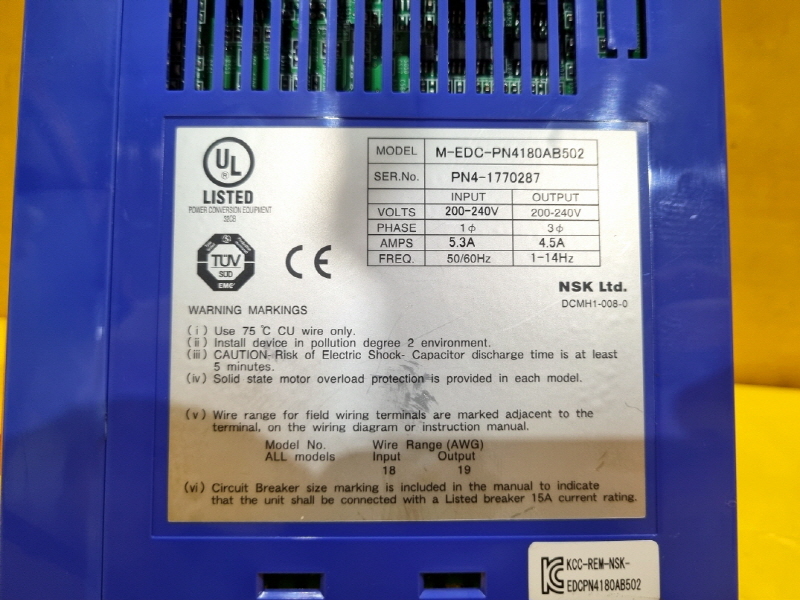 UL
®
LISTED
POWER CONVERSION EQUIPMENT
TÜV
SÜD
EMC
CE
MODEL M-EDC-PN4180AB502
SER.No. PN4-1770287
INPUT OUTPUT
VOLTS 200-240V 200-240V
PHASE 1φ 3φ
AMPS 5.3A 4.5A
FREQ. 50/60Hz 1-14Hz
NSK Ltd.
DCMH1-008-0
WARNING MARKINGS
(i) Use 75 ℃ CU wire only.
(ii) Install device in pollution degree 2 environment.
(iii) CAUTION- Risk of Electric Shock- Capacitor discharge time is at least
5 minutes.
(iv) Solid state motor overload protection is provided in each model.
(v) Wire range for field wiring terminals are marked adjacent to the
terminal, on the wiring diagram or instruction manual.
Model No. Wire Range (AWG)
ALL models Input Output
18 19
(vi) Circuit Breaker size marking is included in the manual to indicate
that the unit shall be connected with a Listed breaker 15A current rating.
KCC-REM-NSK-
EDCPN4180AB502